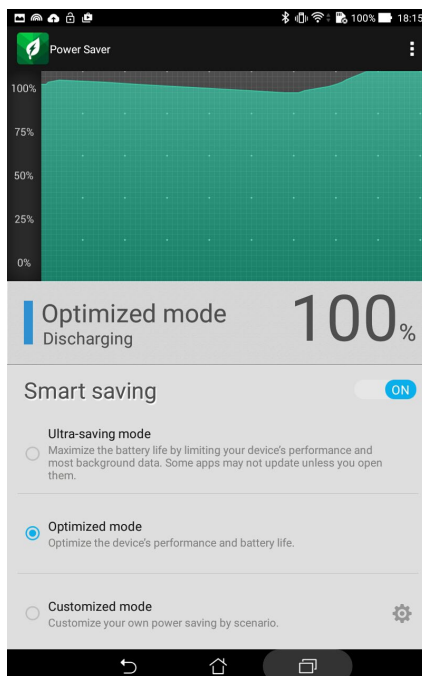 100% 18:15
Power Saver
100%
75%
50%
25%
0%
Optimized mode
Discharging
100%
Smart saving
ON
Ultra-saving mode
Maximize the battery life by limiting your device's performance and
most background data. Some apps may not update unless you open
them.
Optimized mode
Optimize the device's performance and battery life.
Customized mode
Customize your own power saving by scenario.